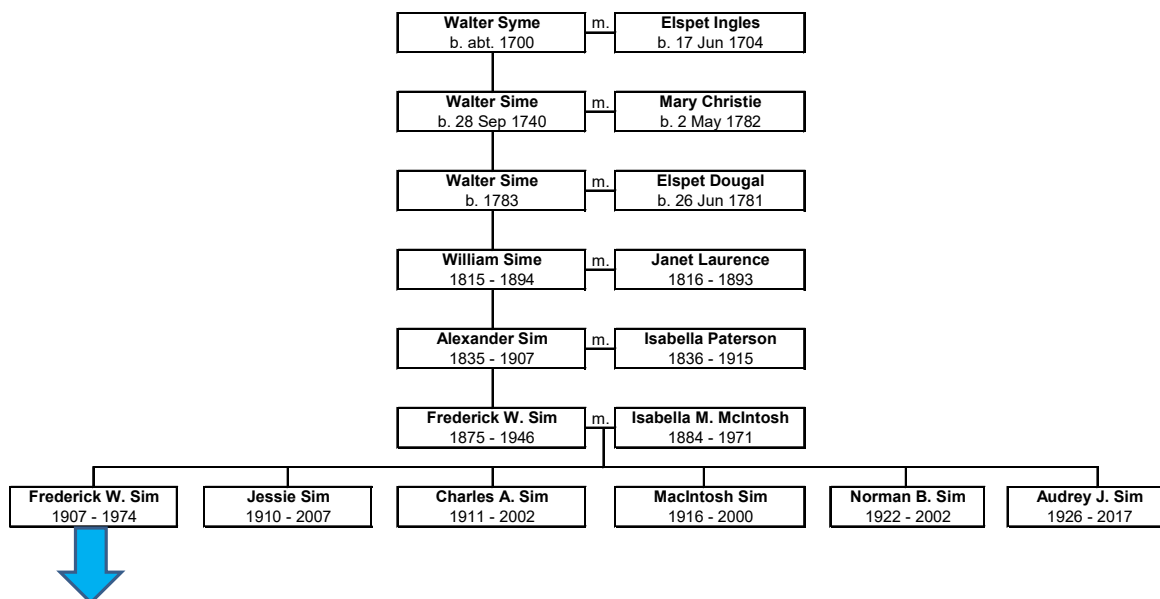 Walter Syme m. Elspet Ingles
b. abt. 1700 b. 17 Jun 1704
Walter Sime m. Mary Christie
b. 28 Sep 1740 b. 2 May 1782
Walter Sime m. Elspet Dougal
b. 1783 b. 26 Jun 1781
William Sime m. Janet Laurence
1815 - 1894 1816 - 1893
Alexander Sim m. Isabella Paterson
1835 - 1907 1836 - 1915
Frederick W. Sim m. Isabella M. McIntosh
1875 - 1946 1884 - 1971
Frederick W. Sim Jessie Sim Charles A. Sim MacIntosh Sim Norman B. Sim Audrey J. Sim
1907 - 1974 1910 - 2007 1911 - 2002 1916 - 2000 1922 - 2002 1926 - 2017